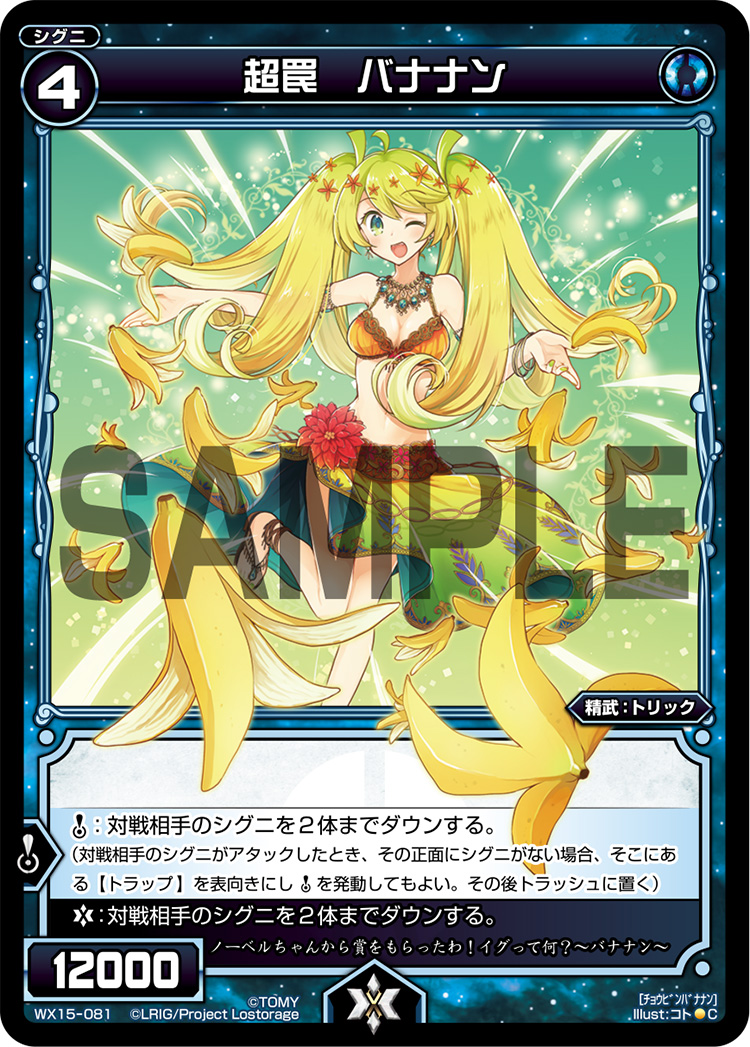 シグニ
4
超罠　バナナン
SAMPLE
精武：トリック
：対戦相手のシグニを２体までダウンする。
（対戦相手のシグニがアタックしたとき、その正面にシグニがない場合、そこにあ
る【トラップ】を表向きにし を発動してもよい。その後トラッシュに置く）
：対戦相手のシグニを２体までダウンする。
ノーベルちゃんから賞をもらったわ！イグって何？～バナナン～
12000
©TOMY
[ﾁｮｳﾋﾞﾝﾊﾞﾅﾅﾝ]
WX15-081 ©LRIG/Project Lostorage
Illust:コト C